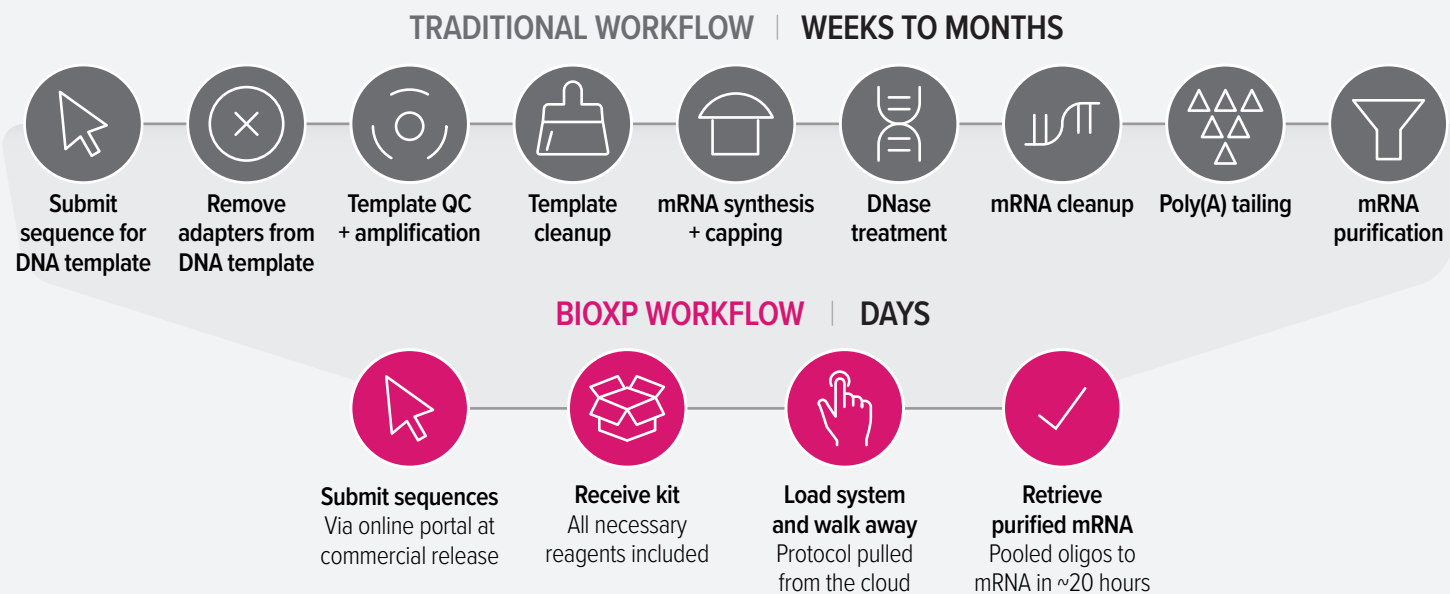 TRADITIONAL WORKFLOW | WEEKS TO MONTHS
Submit
sequence for
DNA template
Remove
adapters from
DNA template
Template QC
+ amplification
Template
cleanup
mRNA synthesis
+ capping
DNase
treatment
mRNA cleanup
Poly(A) tailing
mRNA
purification
BIOXP WORKFLOW | DAYS
Submit sequences
Via online portal at
commercial release
Receive kit
All necessary
reagents included
Load system
and walk away
Protocol pulled
from the cloud
Retrieve
purified mRNA
Pooled oligos to
mRNA in ~20 hours